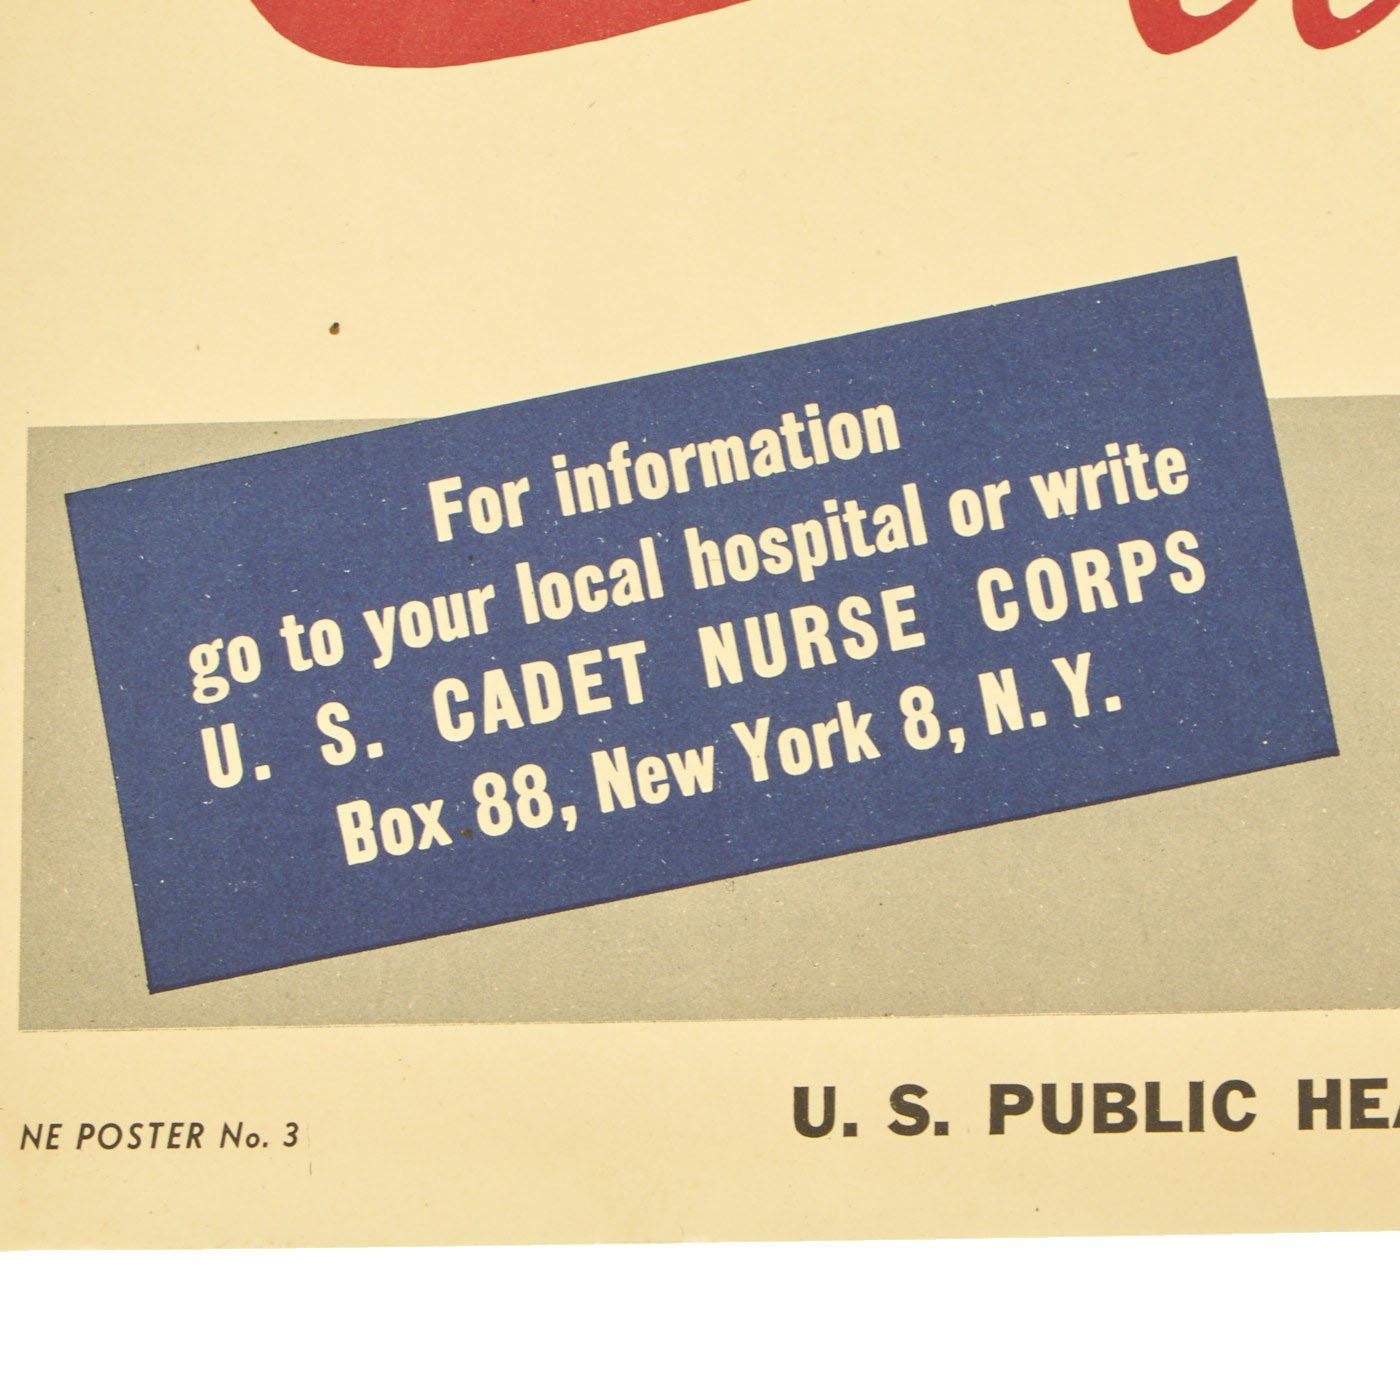 For information
go to your local hospital or write
U. S. CADET NURSE CORPS
Box 88, New York 8, N. Y.
NE POSTER No. 3
U. S. PUBLIC HEA